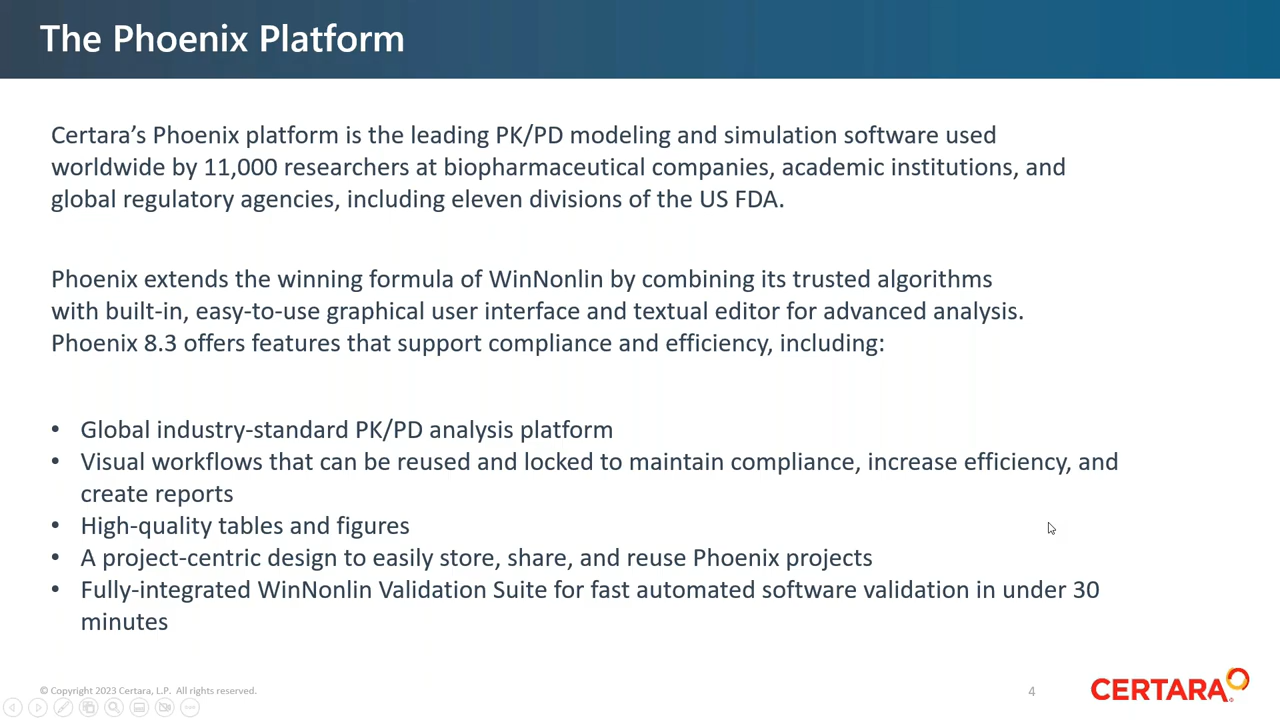 The Phoenix Platform
Certara’s Phoenix platform is the leading PK/PD modeling and simulation software used
worldwide by 11,000 researchers at biopharmaceutical companies, academic institutions, and
global regulatory agencies, including eleven divisions of the US FDA.
Phoenix extends the winning formula of WinNonlin by combining its trusted algorithms
with built-in, easy-to-use graphical user interface and textual editor for advanced analysis.
Phoenix 8.3 offers features that support compliance and efficiency, including:
• Global industry-standard PK/PD analysis platform
• Visual workflows that can be reused and locked to maintain compliance, increase efficiency, and
create reports
• High-quality tables and figures
• A project-centric design to easily store, share, and reuse Phoenix projects
• Fully-integrated WinNonlin Validation Suite for fast automated software validation in under 30
minutes
© Copyright 2023 Certara, L.P. All rights reserved.
4
CERTARA